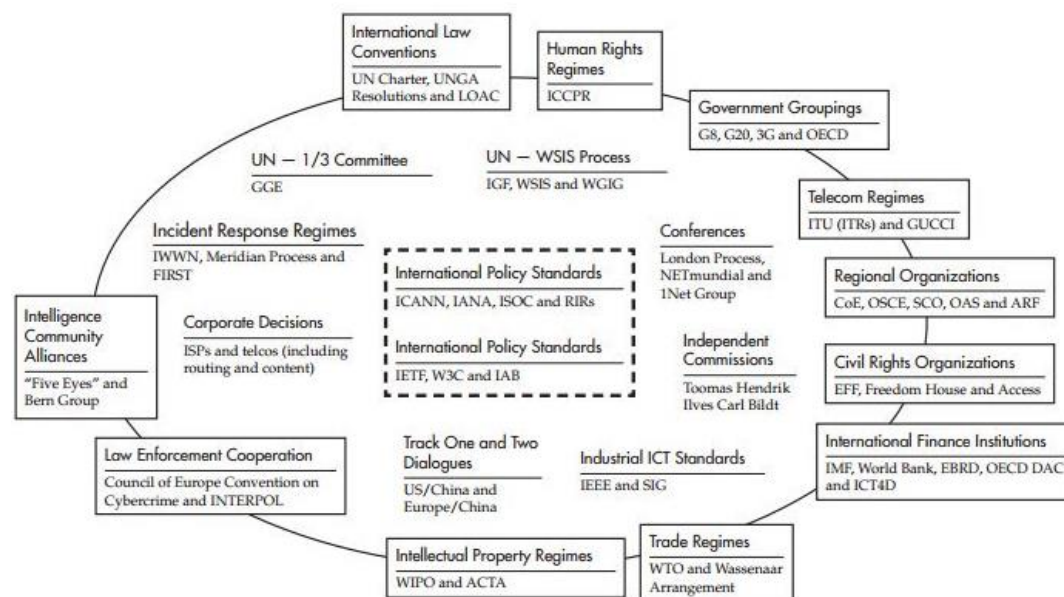 International Law
Conventions
UN Charter, UNGA
Resolutions and LOAC
Human Rights
Regimes
ICCPR
Government Groupings
G8, G20, 3G and OECD
UN — 1/3 Committee
GGE
UN — WSIS Process
IGF, WSIS and WGIG
Telecom Regimes
ITU (ITRs) and GUCCI
Incident Response Regimes
IWWN, Meridian Process and
FIRST
Conferences
London Process,
NETmundial and
1Net Group
International Policy Standards
ICANN, IANA, ISOC and RIRs
Regional Organizations
CoE, OSCE, SCO, OAS and ARF
Intelligence
Community
Alliances
"Five Eyes" and
Bern Group
Corporate Decisions
ISPs and telcos (including
routing and content)
International Policy Standards
IETF, W3C and IAB
Independent
Commissions
Toomas Hendrik
Ilves Carl Bildt
Civil Rights Organizations
EFF, Freedom House and Access
Law Enforcement Cooperation
Council of Europe Convention on
Cybercrime and INTERPOL
Track One and Two
Dialogues
US/China and
Europe/China
Industrial ICT Standards
IEEE and SIG
International Finance Institutions
IMF, World Bank, EBRD, OECD DAC
and ICT4D
Intellectual Property Regimes
WIPO and ACTA
Trade Regimes
WTO and Wassenaar
Arrangement